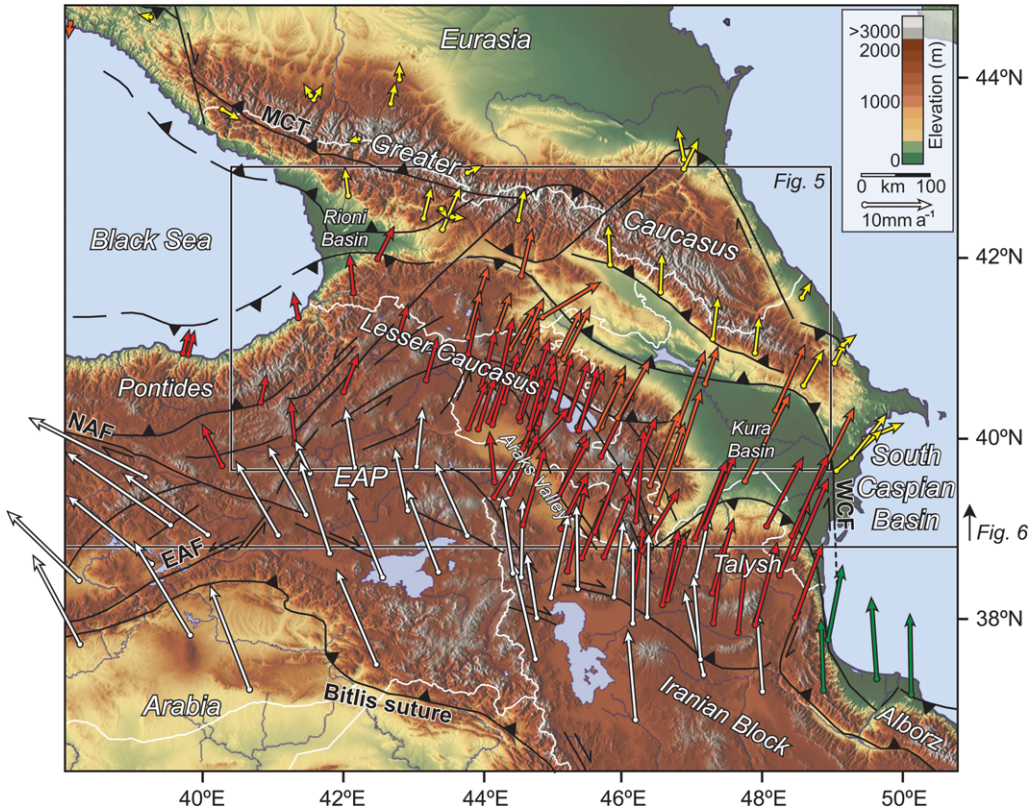 Eurasia
>3000
2000
1000
0
Elevation (m)
0 km 100
10mm a⁻¹
44°N
42°N
40°N
38°N
MCT
Greater
Caucasus
Fig. 5
Rioni
Basin
Black Sea
Lesser Caucasus
Pontides
NAF
EAP
Araks Valley
Kura
Basin
South
Caspian
Basin
WCF
Fig. 6
EAF
Talysh
Arabia
Bitlis suture
Iranian Block
Alborz
40°E
42°E
44°E
46°E
48°E
50°E